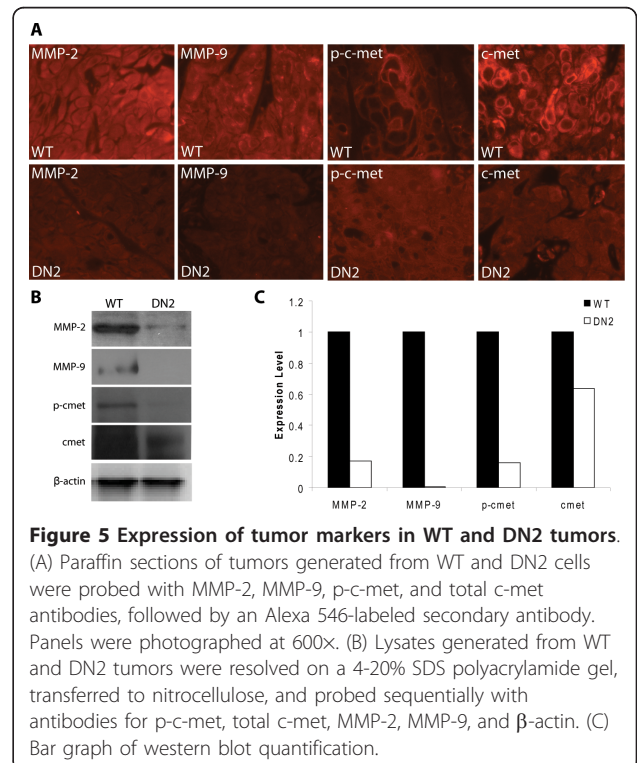 A
MMP-2 MMP-9 p-c-met c-met
WT WT WT WT
MMP-2 MMP-9 p-c-met c-met
DN2 DN2 DN2 DN2
B
WT DN2
MMP-2
MMP-9
p-cmet
cmet
β-actin
C
1.2
1
0.8
0.6
0.4
0.2
0
Expression Level
WT
DN2
MMP-2 MMP-9 p-cmet cmet
Figure 5 Expression of tumor markers in WT and DN2 tumors.
(A) Paraffin sections of tumors generated from WT and DN2 cells
were probed with MMP-2, MMP-9, p-c-met, and total c-met
antibodies, followed by an Alexa 546-labeled secondary antibody.
Panels were photographed at 600×. (B) Lysates generated from WT
and DN2 tumors were resolved on a 4-20% SDS polyacrylamide gel,
transferred to nitrocellulose, and probed sequentially with
antibodies for p-c-met, total c-met, MMP-2, MMP-9, and β-actin. (C)
Bar graph of western blot quantification.